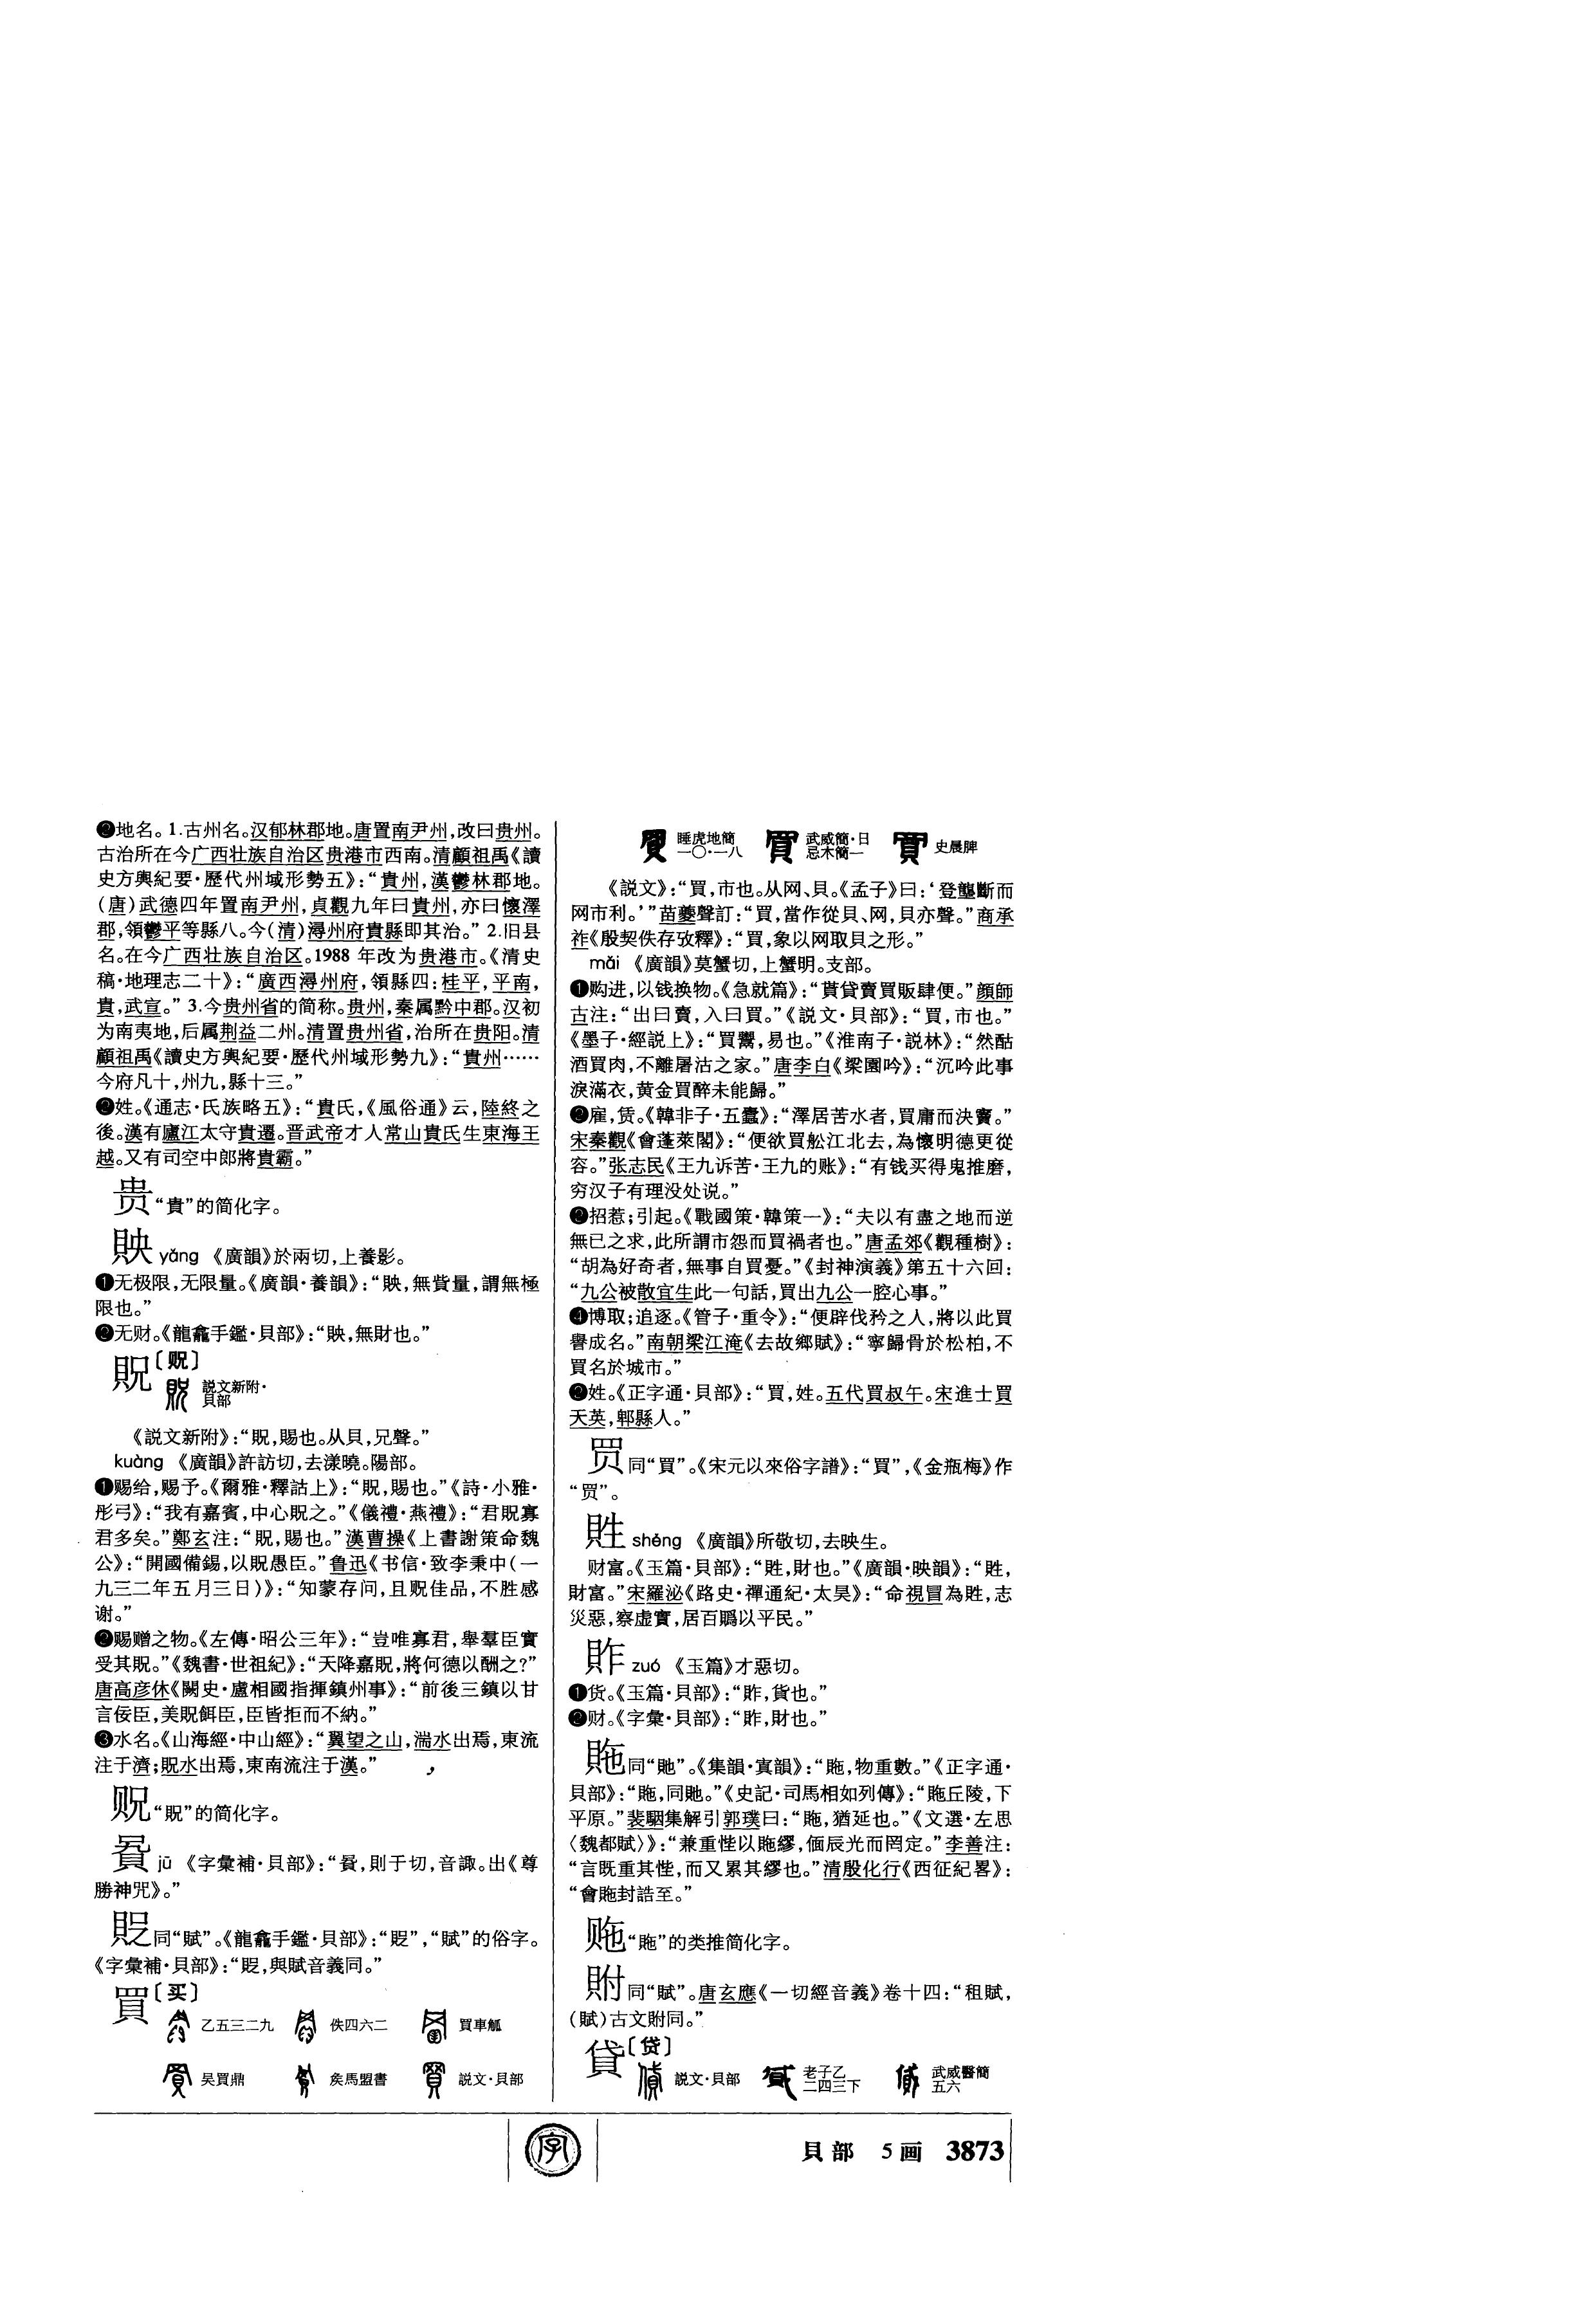 地名。1.古州名。汉郁林郡地。唐置南尹州,改曰贵州。
古治所在今广西壮族自治区贵港市西南。清顧祖禹《讀
史方輿紀要·歷代州域形勢五》:“貴州,漢鬱林郡地。
(唐)武德四年置南尹州,貞觀九年曰貴州,亦曰懷澤
郡,領鬱平等縣八。今(清)潯州府貴縣即其治。” 2.旧县
名。在今广西壮族自治区。1988 年改为贵港市。《清史
稿·地理志二十》:“廣西潯州府,領縣四:桂平,平南,
貴,武宣。” 3.今贵州省的简称。贵州,秦属黔中郡。汉初
为南夷地,后属荆益二州。清置贵州省,治所在贵阳。清
顧祖禹《讀史方輿紀要·歷代州域形勢九》:“貴州……
今府凡十,州九,縣十三。”
姓。《通志·氏族略五》:“貴氏,《風俗通》云,陸終之
後。漢有廬江太守貴遷。晋武帝才人常山貴氏生東海王
越。又有司空中郎將貴霸。”
贵“貴”的简化字。
䝼 yǎng 《廣韻》於兩切,上養影。
❶无极限,无限量。《廣韻·養韻》:“䝼,無貲量,謂無極
限也。”
❷无财。《龍龕手鑑·貝部》:“䝼,無財也。”
貺〔贶〕
説文新附·
貝部
《説文新附》:“貺,賜也。从貝,兄聲。”
kuàng 《廣韻》許訪切,去漾曉。陽部。
❶赐给,赐予。《爾雅·釋詁上》:“貺,賜也。”《詩·小雅·
彤弓》:“我有嘉賓,中心貺之。”《儀禮·燕禮》:“君貺寡
君多矣。”鄭玄注:“貺,賜也。”漢曹操《上書謝策命魏
公》:“開國備錫,以貺愚臣。”鲁迅《书信·致李秉中(一
九三二年五月三日)》:“知蒙存问,且贶佳品,不胜感
谢。”
❷赐赠之物。《左傳·昭公三年》:“豈唯寡君,舉羣臣實
受其貺。”《魏書·世祖紀》:“天降嘉貺,將何德以酬之?”
唐高彦休《闕史·盧相國指揮鎮州事》:“前後三鎮以甘
言佞臣,美貺餌臣,臣皆拒而不納。”
❸水名。《山海經·中山經》:“翼望之山,湍水出焉,東流
注于濟;貺水出焉,東南流注于漢。”
贶“貺”的简化字。
jū 《字彙補·貝部》:“,則于切,音諏。出《尊
勝神咒》。”
同“賦”。《龍龕手鑑·貝部》:“”,“賦”的俗字。
《字彙補·貝部》:“,與賦音義同。”
買〔买〕
乙五三二九 佚四六二 買車觚
吴買鼎 矦馬盟書 説文·貝部
睡虎地簡 一〇·一八 武威簡·日忌木簡一 史晨碑
《説文》:“買,市也。从网、貝。《孟子》曰:‘登壟斷而
网市利。’”苗夔聲訂:“買,當作從貝、网,貝亦聲。”商承
祚《殷契佚存攷釋》:“買,象以网取貝之形。”
mǎi 《廣韻》莫蟹切,上蟹明。支部。
❶购进,以钱换物。《急就篇》:“貰貸賣買販肆便。”顔師
古注:“出曰賣,入曰買。”《説文·貝部》:“買,市也。”
《墨子·經説上》:“買鬻,易也。”《淮南子·説林》:“然酤
酒買肉,不離屠沽之家。”唐李白《梁園吟》:“沉吟此事
淚滿衣,黄金買醉未能歸。”
❷雇,赁。《韓非子·五蠹》:“澤居苦水者,買庸而決竇。”
宋秦觀《會蓬萊閣》:“便欲買舩江北去,為懷明德更從
容。”张志民《王九诉苦·王九的账》:“有钱买得鬼推磨,
穷汉子有理没处说。”
招惹;引起。《戰國策·韓策一》:“夫以有盡之地而逆
無已之求,此所謂市怨而買禍者也。”唐孟郊《觀種樹》:
“胡為好奇者,無事自買憂。”《封神演義》第五十六回:
“九公被散宜生此一句話,買出九公一腔心事。”
❹博取;追逐。《管子·重令》:“便辟伐矜之人,將以此買
譽成名。”南朝梁江淹《去故鄉賦》:“寧歸骨於松柏,不
買名於城市。”
姓。《正字通·貝部》:“買,姓。五代買叔午。宋進士買
天英,郫縣人。”
同“買”。《宋元以來俗字譜》:“買”,《金瓶梅》作
“”。
貹 shèng 《廣韻》所敬切,去映生。
财富。《玉篇·貝部》:“貹,財也。”《廣韻·映韻》:“貹,
財富。”宋羅泌《路史·禪通紀·太昊》:“命視冒為貹,志
災惡,察虚實,居百賵以平民。”
zuó 《玉篇》才惡切。
❶货。《玉篇·貝部》:“,貨也。”
❷财。《字彙·貝部》:“,財也。”
貤同“貤”。《集韻·寘韻》:“,物重數。”《正字通·
貝部》:“,同貤。”《史記·司馬相如列傳》:“丘陵,下
平原。”裴駰集解引郭璞曰:“,猶延也。”《文選·左思
〈魏都賦〉》:“兼重悂以繆,偭辰光而罔定。”李善注:
“言既重其悂,而又累其繆也。”清殷化行《西征紀畧》:
“會封誥至。”
“”的类推简化字。
䝾同“賦”。唐玄應《一切經音義》卷十四:“租賦,
(賦)古文同。”
貸〔贷〕
説文·貝部 老子乙二四三下 武威醫簡五六
貝部 5画 3873